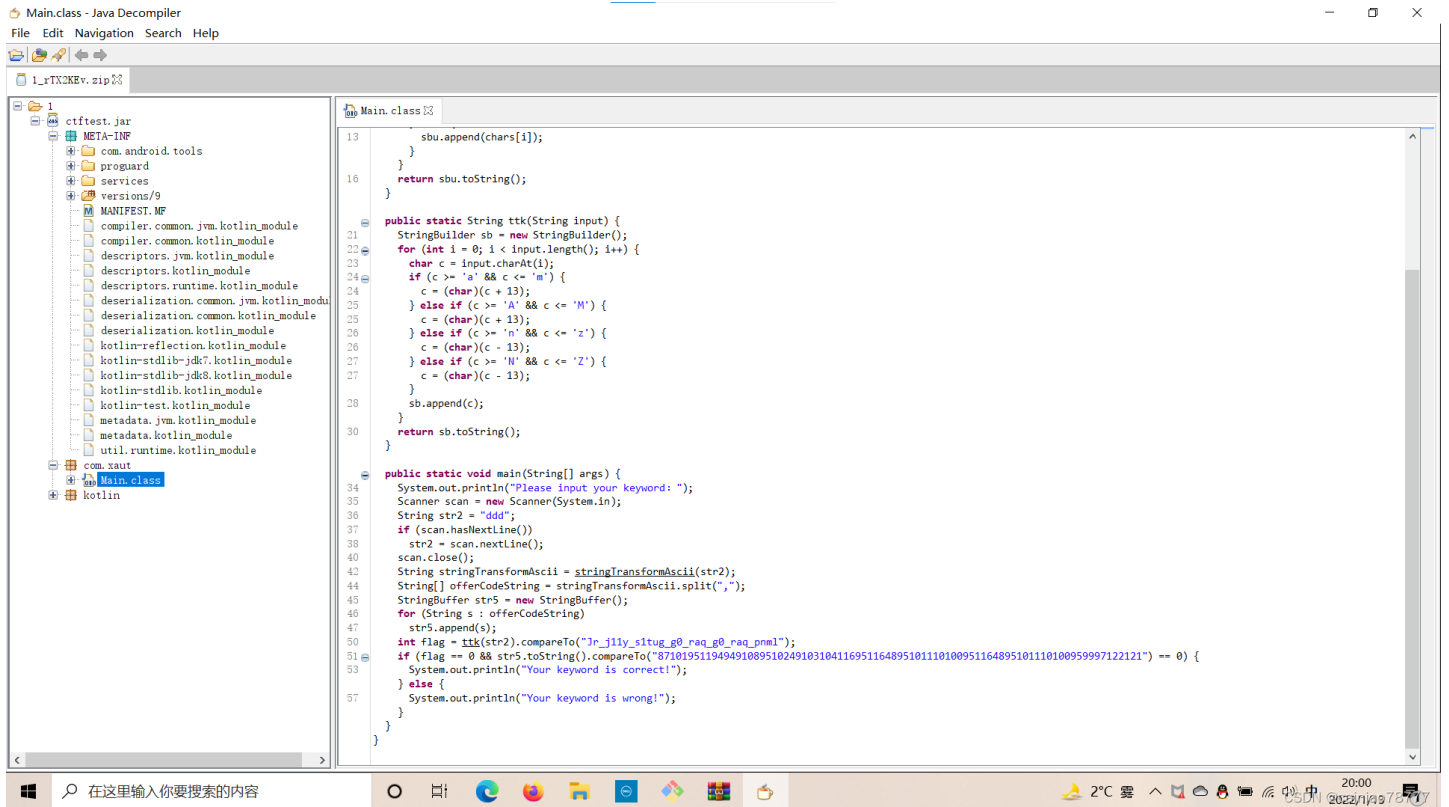 Main.class - Java Decompiler
File Edit Navigation Search Help
1_rTX2KEv.zip
1
ctftest.jar
META-INF
com.android.tools
proguard
services
versions/9
MANIFEST.MF
compiler.common.jvm.kotlin_module
compiler.common.kotlin_module
descriptors.jvm.kotlin_module
descriptors.kotlin_module
descriptors.runtime.kotlin_module
deserialization.common.jvm.kotlin_modu
deserialization.common.kotlin_module
deserialization.kotlin_module
kotlin-reflection.kotlin_module
kotlin-stdlib-jdk7.kotlin_module
kotlin-stdlib-jdk8.kotlin_module
kotlin-stdlib.kotlin_module
kotlin-test.kotlin_module
metadata.jvm.kotlin_module
metadata.kotlin_module
util.runtime.kotlin_module
com.xaut
Main.class
kotlin
Main.class
13 sbu.append(chars[i]);
}
}
16 return sbu.toString();
}
public static String ttk(String input) {
21 StringBuilder sb = new StringBuilder();
22 for (int i = 0; i < input.length(); i++) {
23 char c = input.charAt(i);
24 if (c >= 'a' && c <= 'm') {
24 c = (char)(c + 13);
25 } else if (c >= 'A' && c <= 'M') {
25 c = (char)(c + 13);
26 } else if (c >= 'n' && c <= 'z') {
26 c = (char)(c - 13);
27 } else if (c >= 'N' && c <= 'Z') {
27 c = (char)(c - 13);
}
28 sb.append(c);
}
30 return sb.toString();
}
public static void main(String[] args) {
34 System.out.println("Please input your keyword: ");
35 Scanner scan = new Scanner(System.in);
36 String str2 = "ddd";
37 if (scan.hasNextLine())
38 str2 = scan.nextLine();
40 scan.close();
42 String stringTransformAscii = stringTransformAscii(str2);
44 String[] offerCodeString = stringTransformAscii.split(",");
45 StringBuffer str5 = new StringBuffer();
46 for (String s : offerCodeString)
47 str5.append(s);
50 int flag = ttk(str2).compareTo("Jr_j11y_s1tug_g0_raq_g0_raq_pnml");
51 if (flag == 0 && str5.toString().compareTo("871019511949491089510249103104116951164895101110100951164895101110100959997122121") == 0) {
53 System.out.println("Your keyword is correct!");
} else {
57 System.out.println("Your keyword is wrong!");
}
}
}
在这里输入你要搜索的内容
2°C 雾
中
20:00